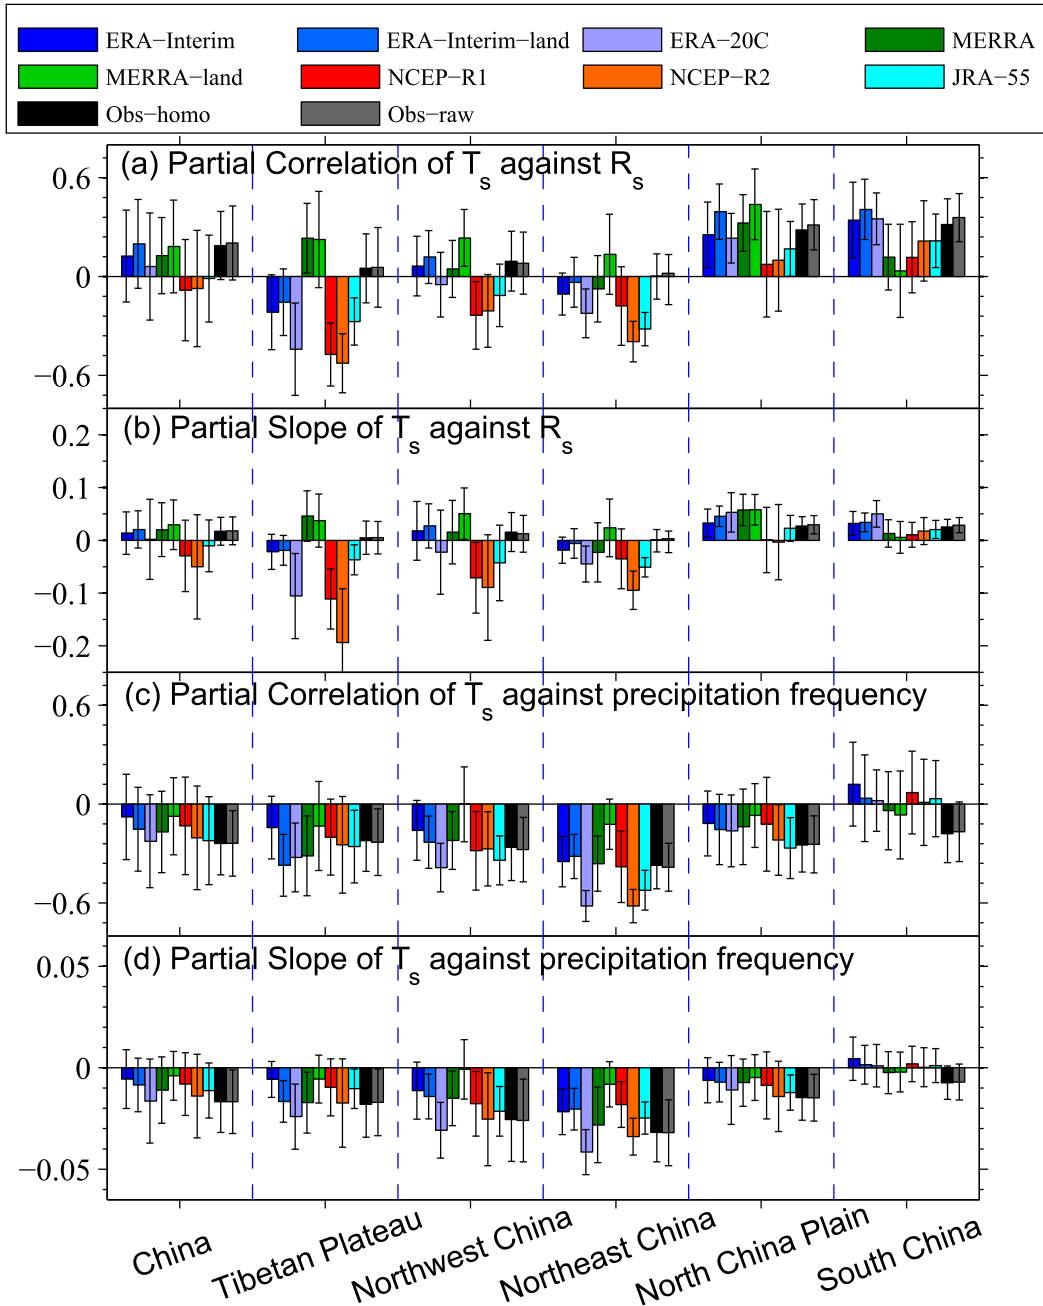 ERA−Interim ERA−Interim−land ERA−20C MERRA
MERRA−land NCEP−R1 NCEP−R2 JRA−55
Obs−homo Obs−raw
(a) Partial Correlation of Ts against Rs
0.6
0
−0.6
(b) Partial Slope of Ts against Rs
0.2
0.1
0
−0.1
−0.2
(c) Partial Correlation of Ts against precipitation frequency
0.6
0
−0.6
(d) Partial Slope of Ts against precipitation frequency
0.05
0
−0.05
China Tibetan Plateau Northwest China Northeast China North China Plain South China